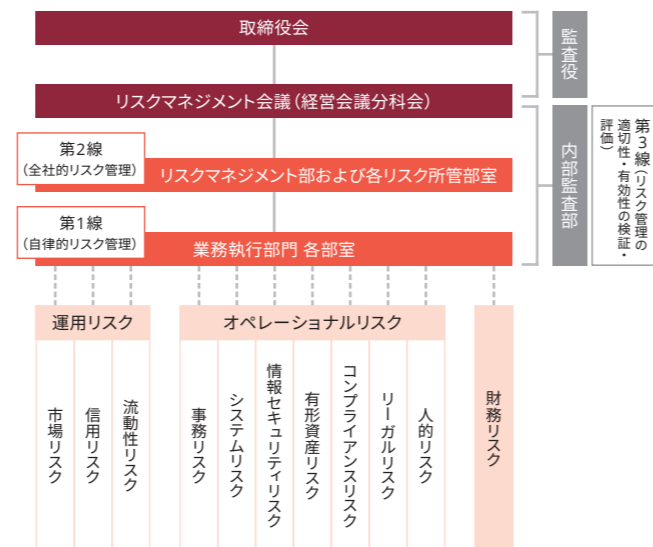 取締役会
監査役
リスクマネジメント会議（経営会議分科会）
第2線
（全社的リスク管理）
リスクマネジメント部および各リスク所管部室
第1線
（自律的リスク管理）
業務執行部門 各部室
内部監査部
第3線（リスク管理の
適切性・有効性の検証・
評価）
運用リスク
市場リスク
信用リスク
流動性リスク
オペレーショナルリスク
事務リスク
システムリスク
情報セキュリティリスク
有形資産リスク
コンプライアンスリスク
リーガルリスク
人的リスク
財務リスク